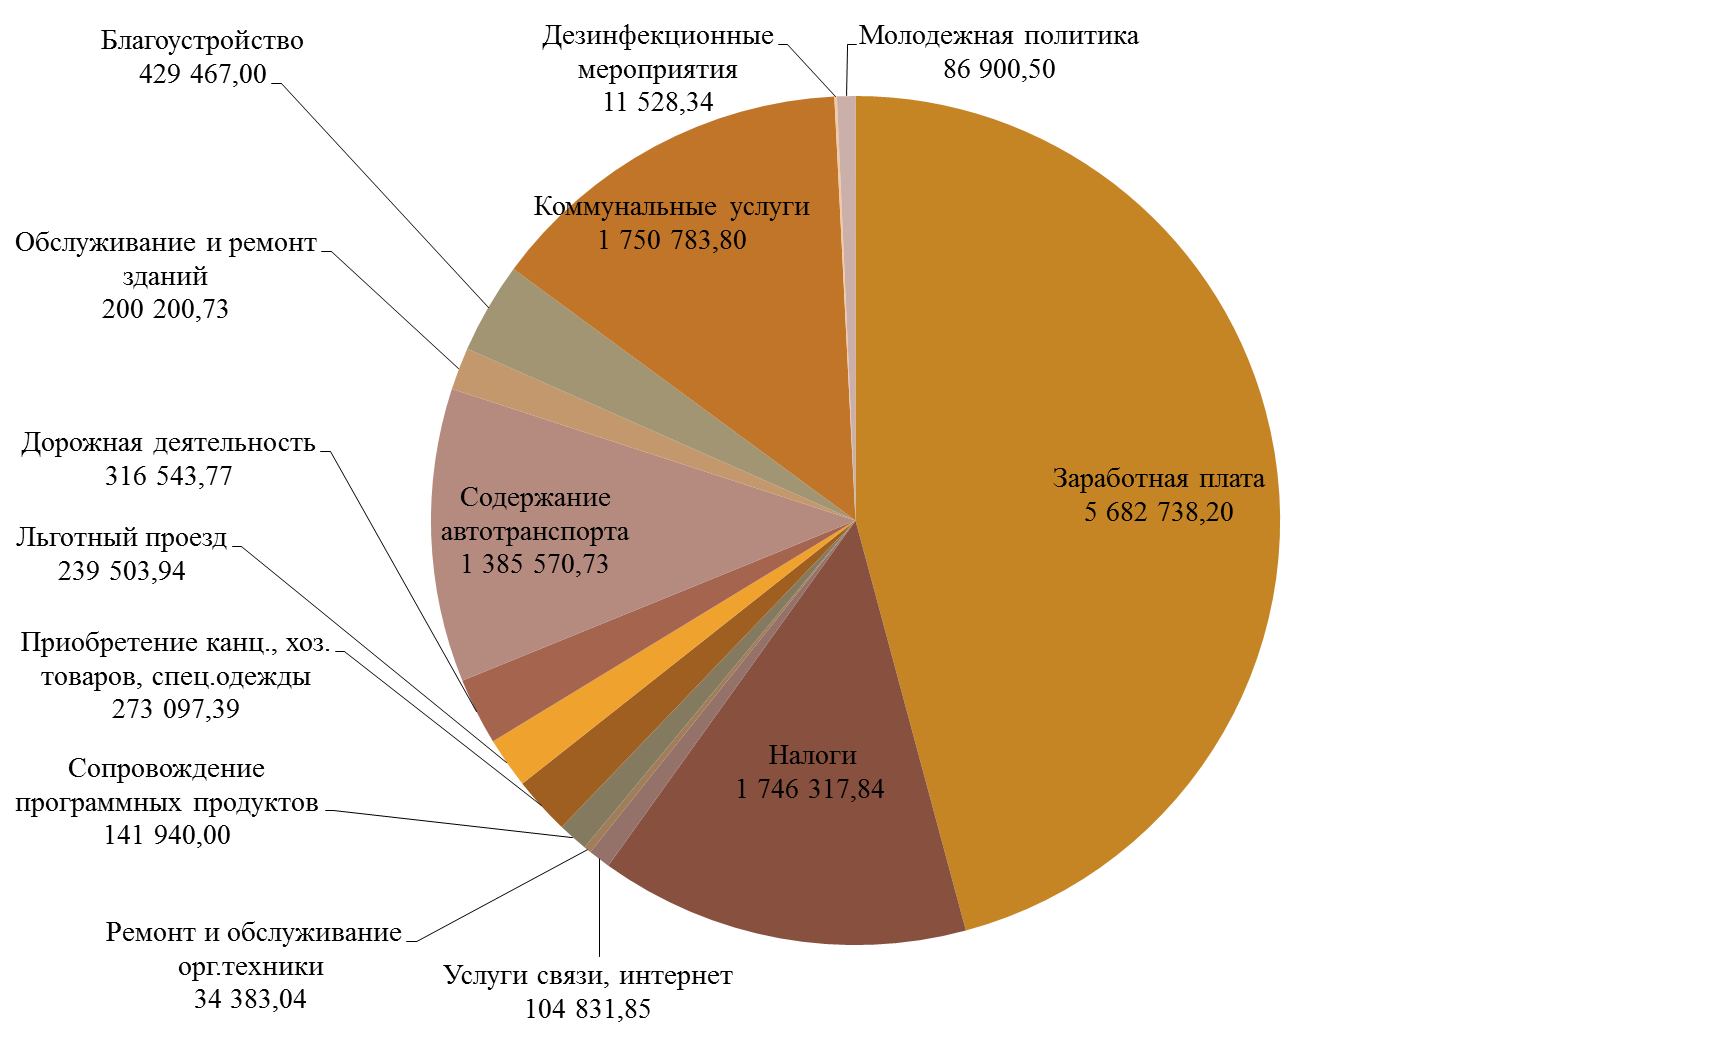 Благоустройство
429 467,00
Дезинфекционные
мероприятия
11 528,34
Молодежная политика
86 900,50
Коммунальные услуги
1 750 783,80
Обслуживание и ремонт
зданий
200 200,73
Дорожная деятельность
316 543,77
Содержание
автотранспорта
1 385 570,73
Заработная плата
5 682 738,20
Льготный проезд
239 503,94
Приобретение канц., хоз.
товаров, спец.одежды
273 097,39
Налоги
1 746 317,84
Сопровождение
программных продуктов
141 940,00
Ремонт и обслуживание
орг.техники
34 383,04
Услуги связи, интернет
104 831,85